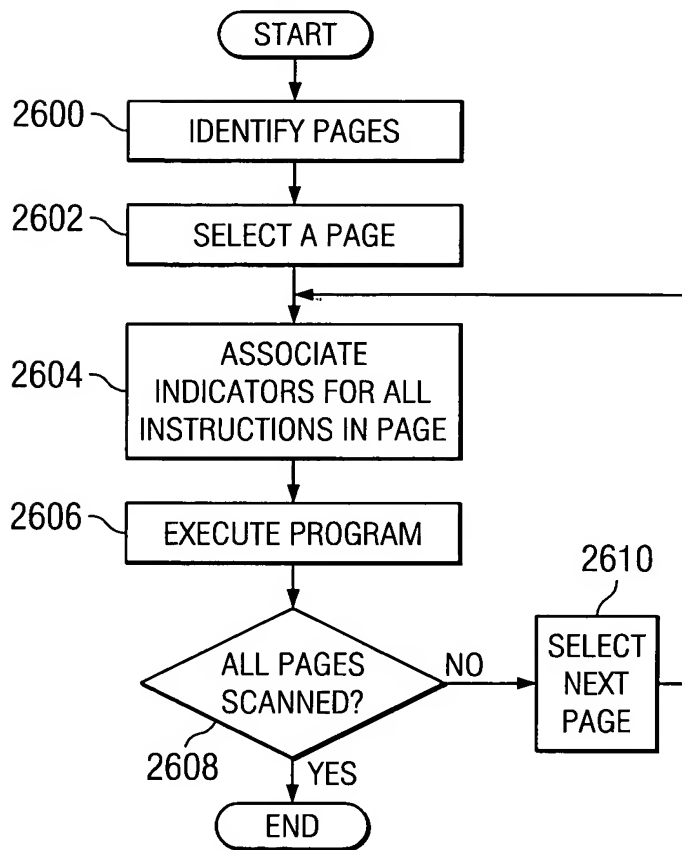 START
2600
IDENTIFY PAGES
2602
SELECT A PAGE
2604
ASSOCIATE
INDICATORS FOR ALL
INSTRUCTIONS IN PAGE
2606
EXECUTE PROGRAM
2610
ALL PAGES
SCANNED?
NO
SELECT
NEXT
PAGE
2608
YES
END